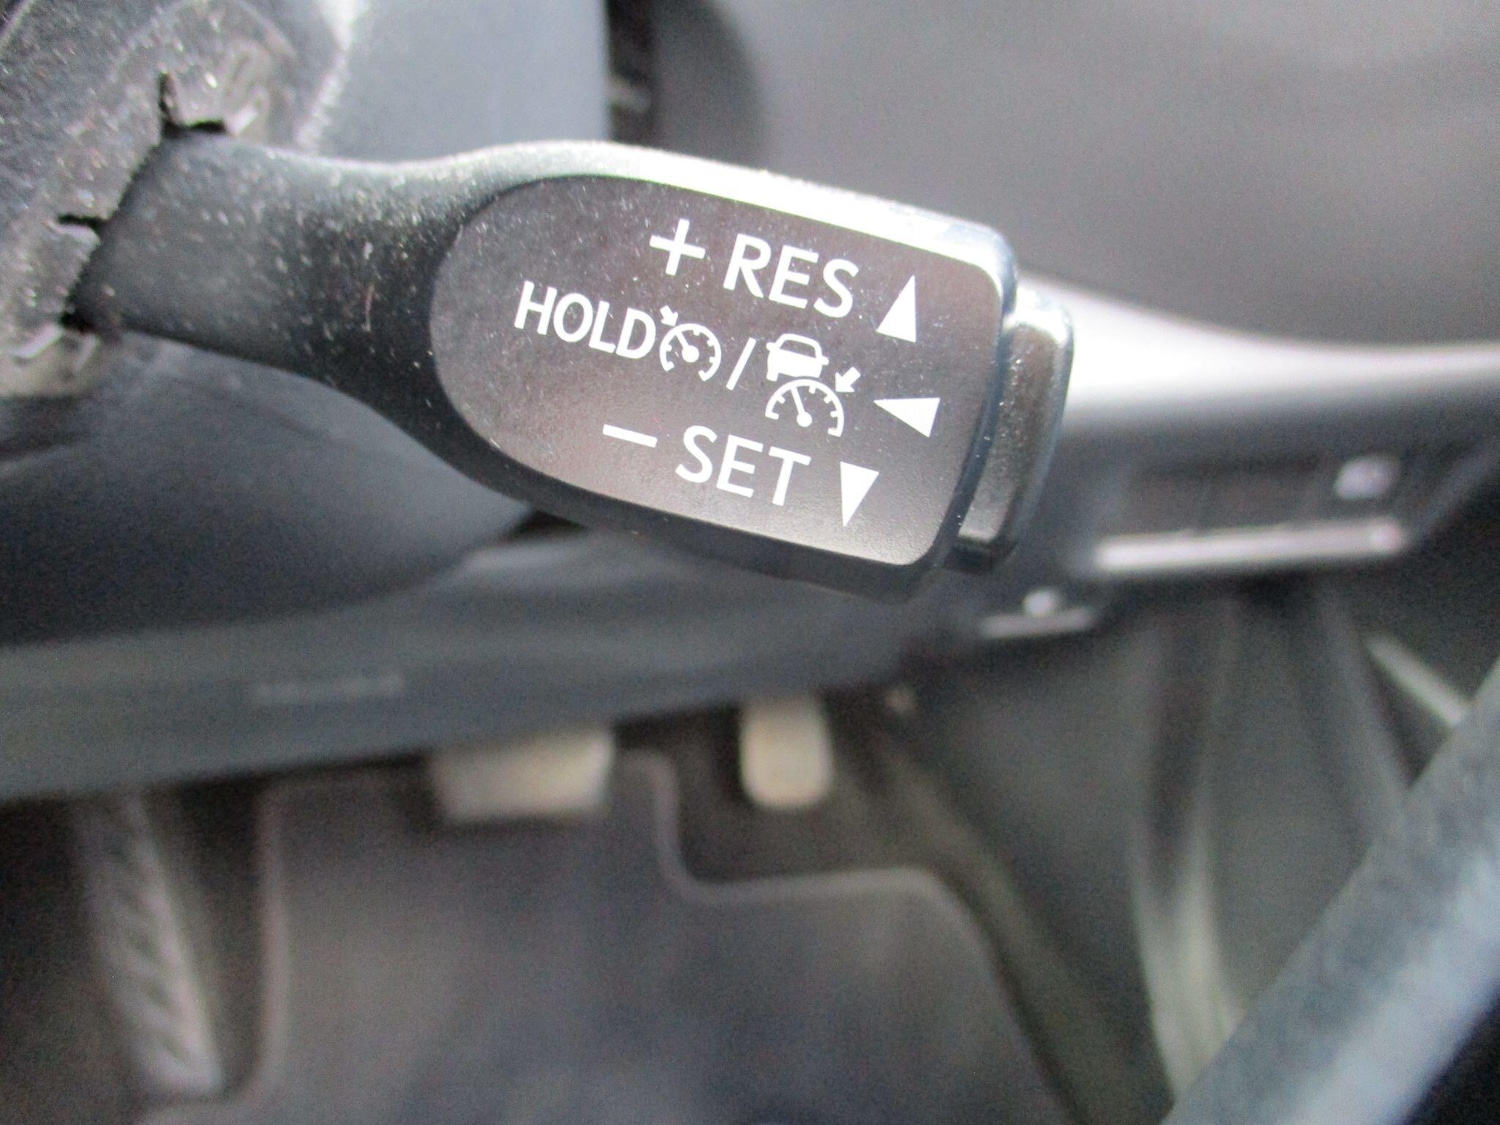 + RES
HOLD /
− SET